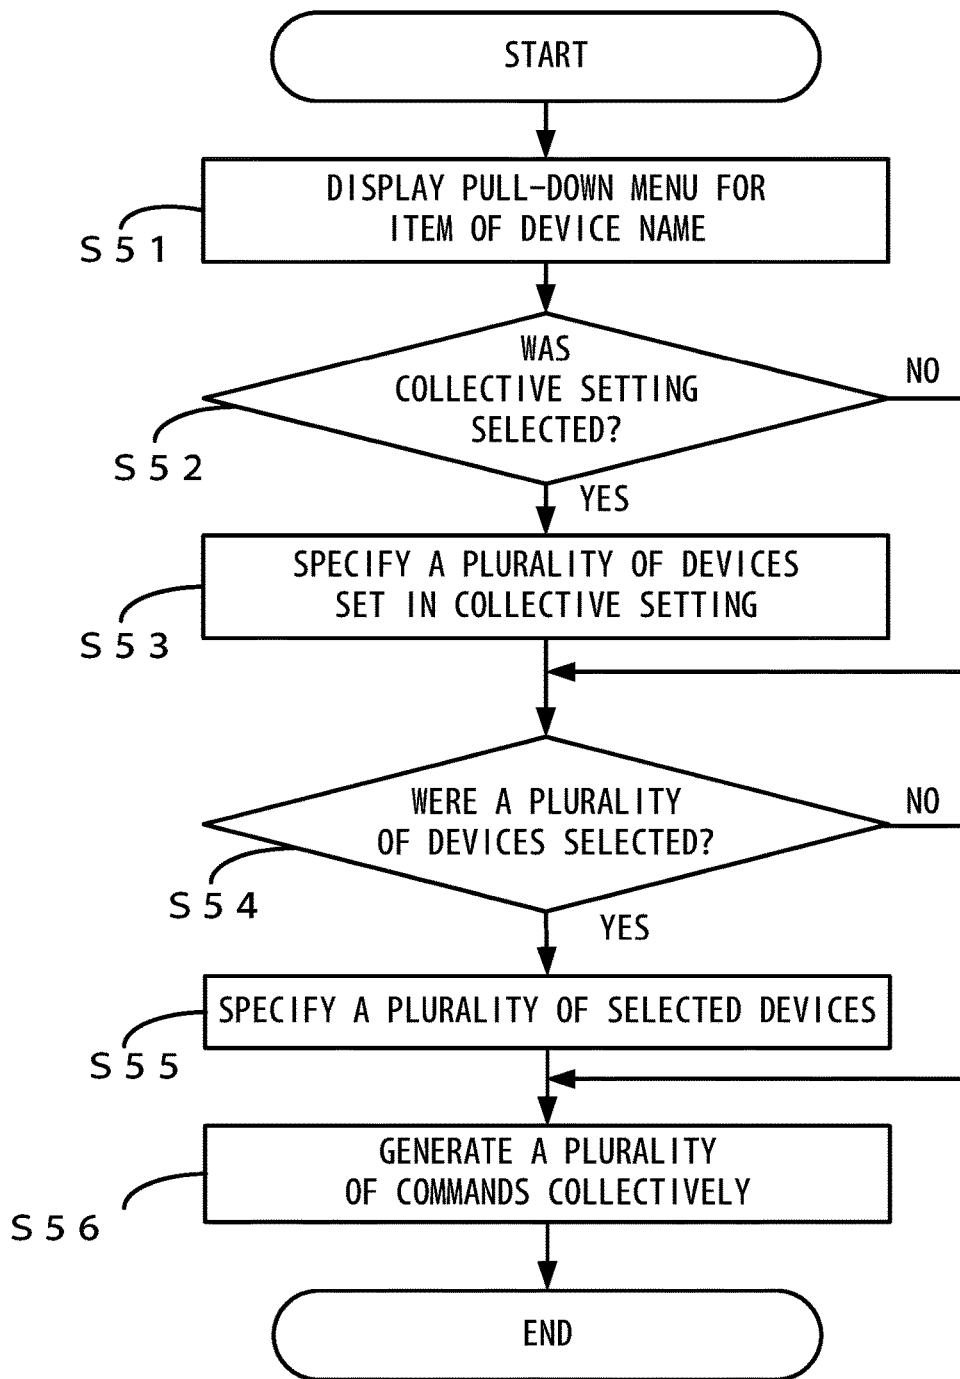 START
DISPLAY PULL-DOWN MENU FOR
ITEM OF DEVICE NAME
S51
WAS
COLLECTIVE SETTING
SELECTED?
NO
S52
YES
SPECIFY A PLURALITY OF DEVICES
SET IN COLLECTIVE SETTING
S53
WERE A PLURALITY
OF DEVICES SELECTED?
NO
S54
YES
SPECIFY A PLURALITY OF SELECTED DEVICES
S55
GENERATE A PLURALITY
OF COMMANDS COLLECTIVELY
S56
END